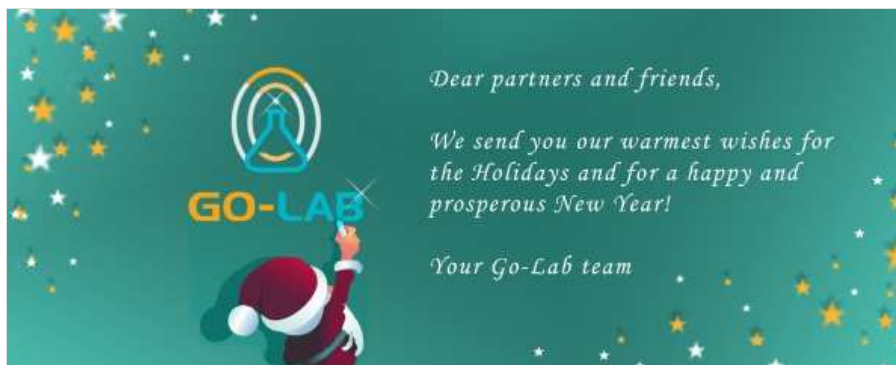 GO-LAB
Dear partners and friends,
We send you our warmest wishes for
the Holidays and for a happy and
prosperous New Year!
Your Go-Lab team